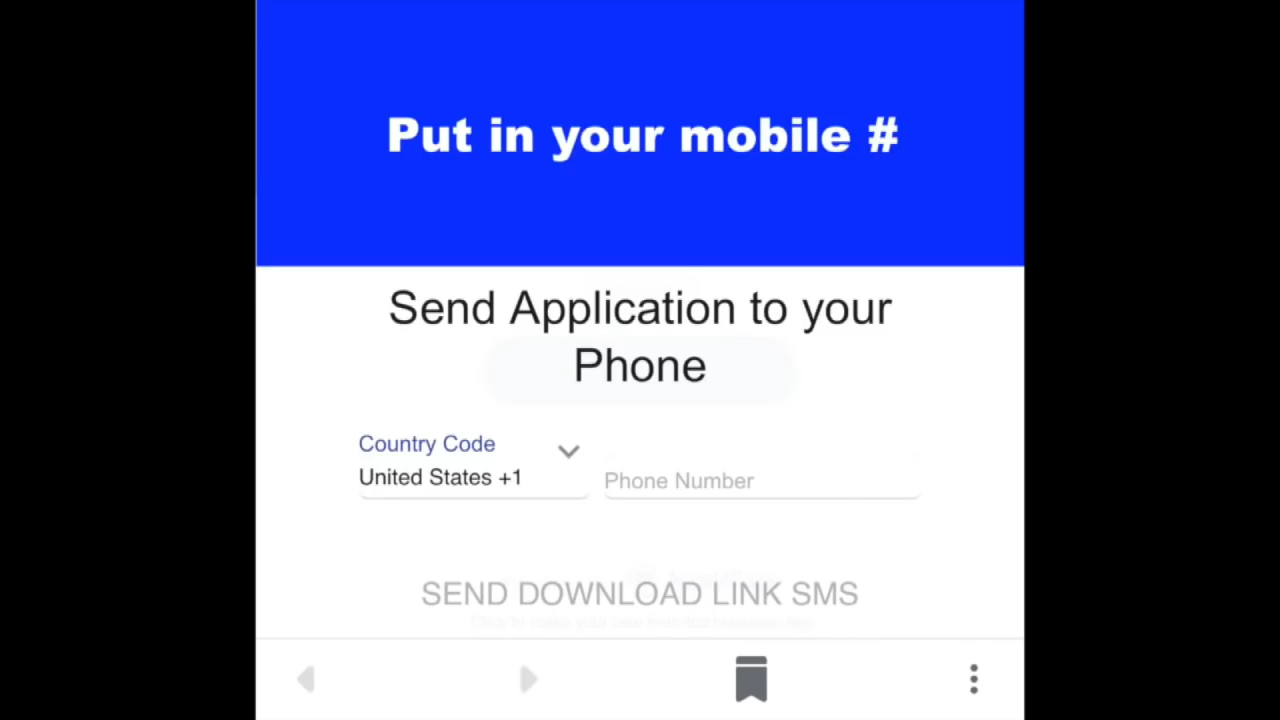 Put in your mobile #
Send Application to your
Phone
Country Code
United States +1
Phone Number
SEND DOWNLOAD LINK SMS